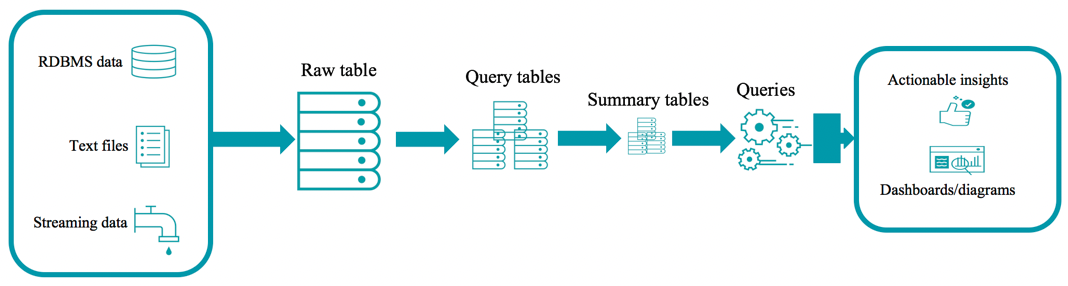 RDBMS data
Text files
Streaming data
Raw table
Query tables
Summary tables
Queries
Actionable insights
Dashboards/diagrams